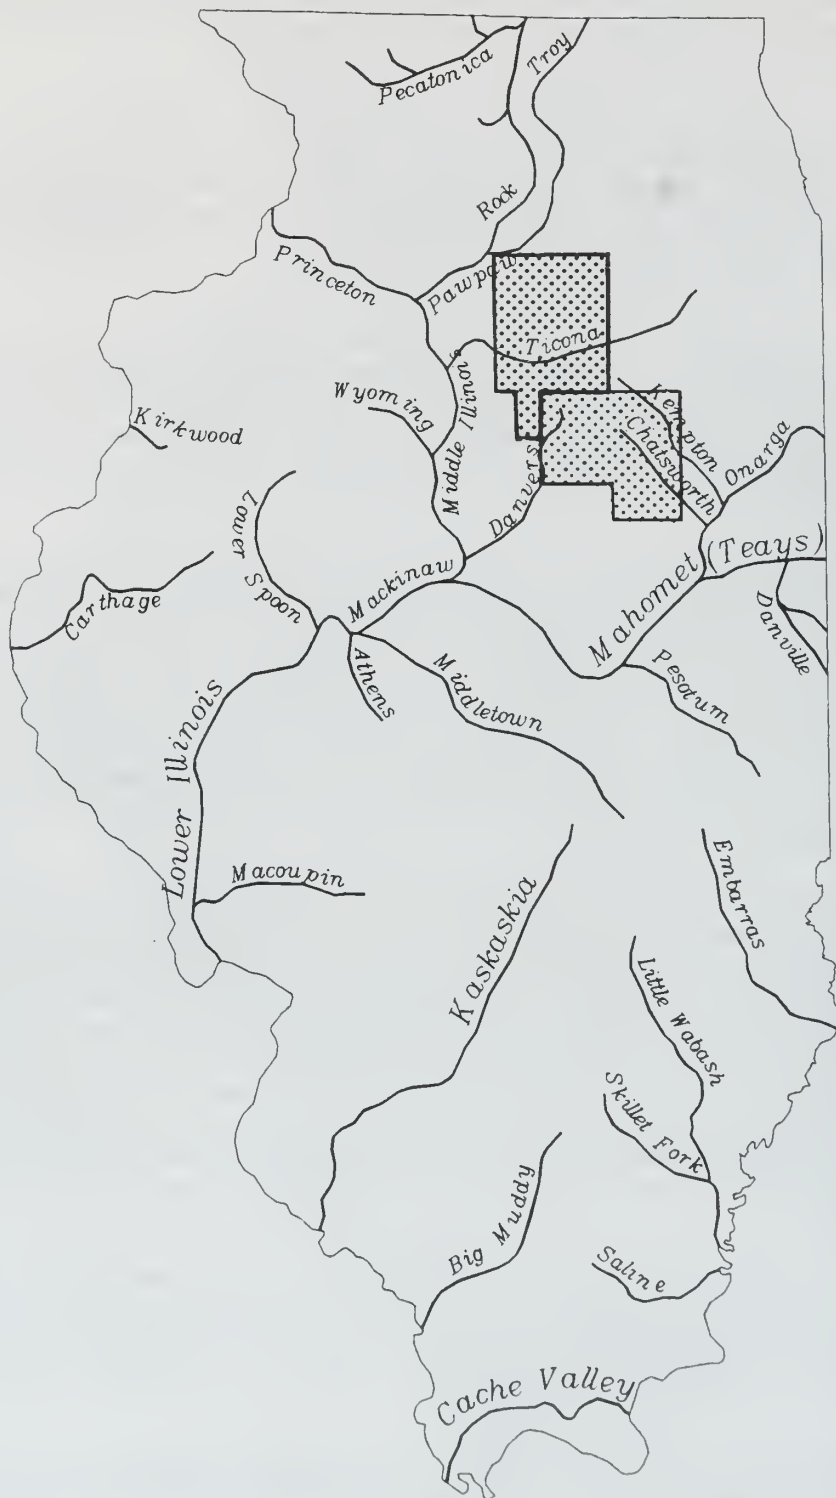 Pecatonica
Troy
Rock
Princeton
Pawpaw
Ticona
Middle Illinois
Wyoming
Kirkwood
Kempton
Chatsworth
Onarga
Danvers
Lower Spoon
Mackinaw
Mahomet (Teays)
Carthage
Athens
Middletown
Pesotum
Danville
Lower Illinois
Macoupin
Kaskaskia
Embarras
Little Wabash
Skillet Fork
Big Muddy
Saline
Cache Valley